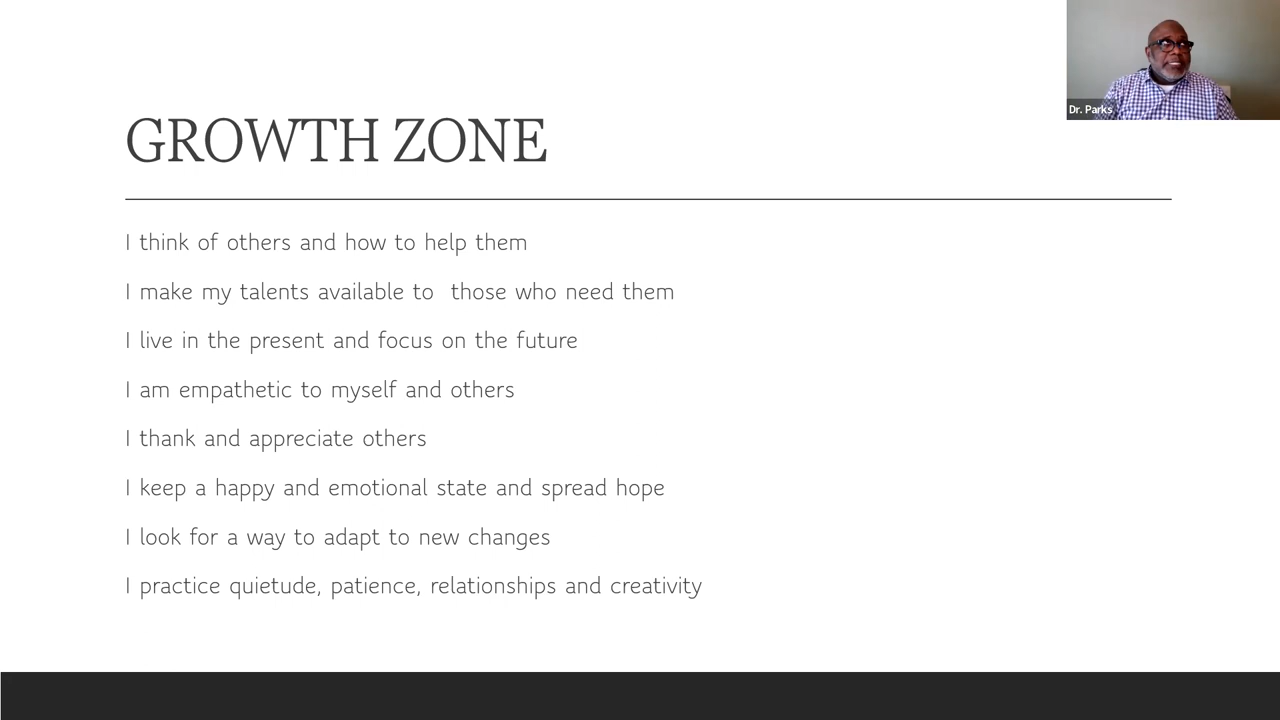 Dr. Parks
GROWTH ZONE
I think of others and how to help them
I make my talents available to  those who need them
I live in the present and focus on the future
I am empathetic to myself and others
I thank and appreciate others
I keep a happy and emotional state and spread hope
I look for a way to adapt to new changes
I practice quietude, patience, relationships and creativity